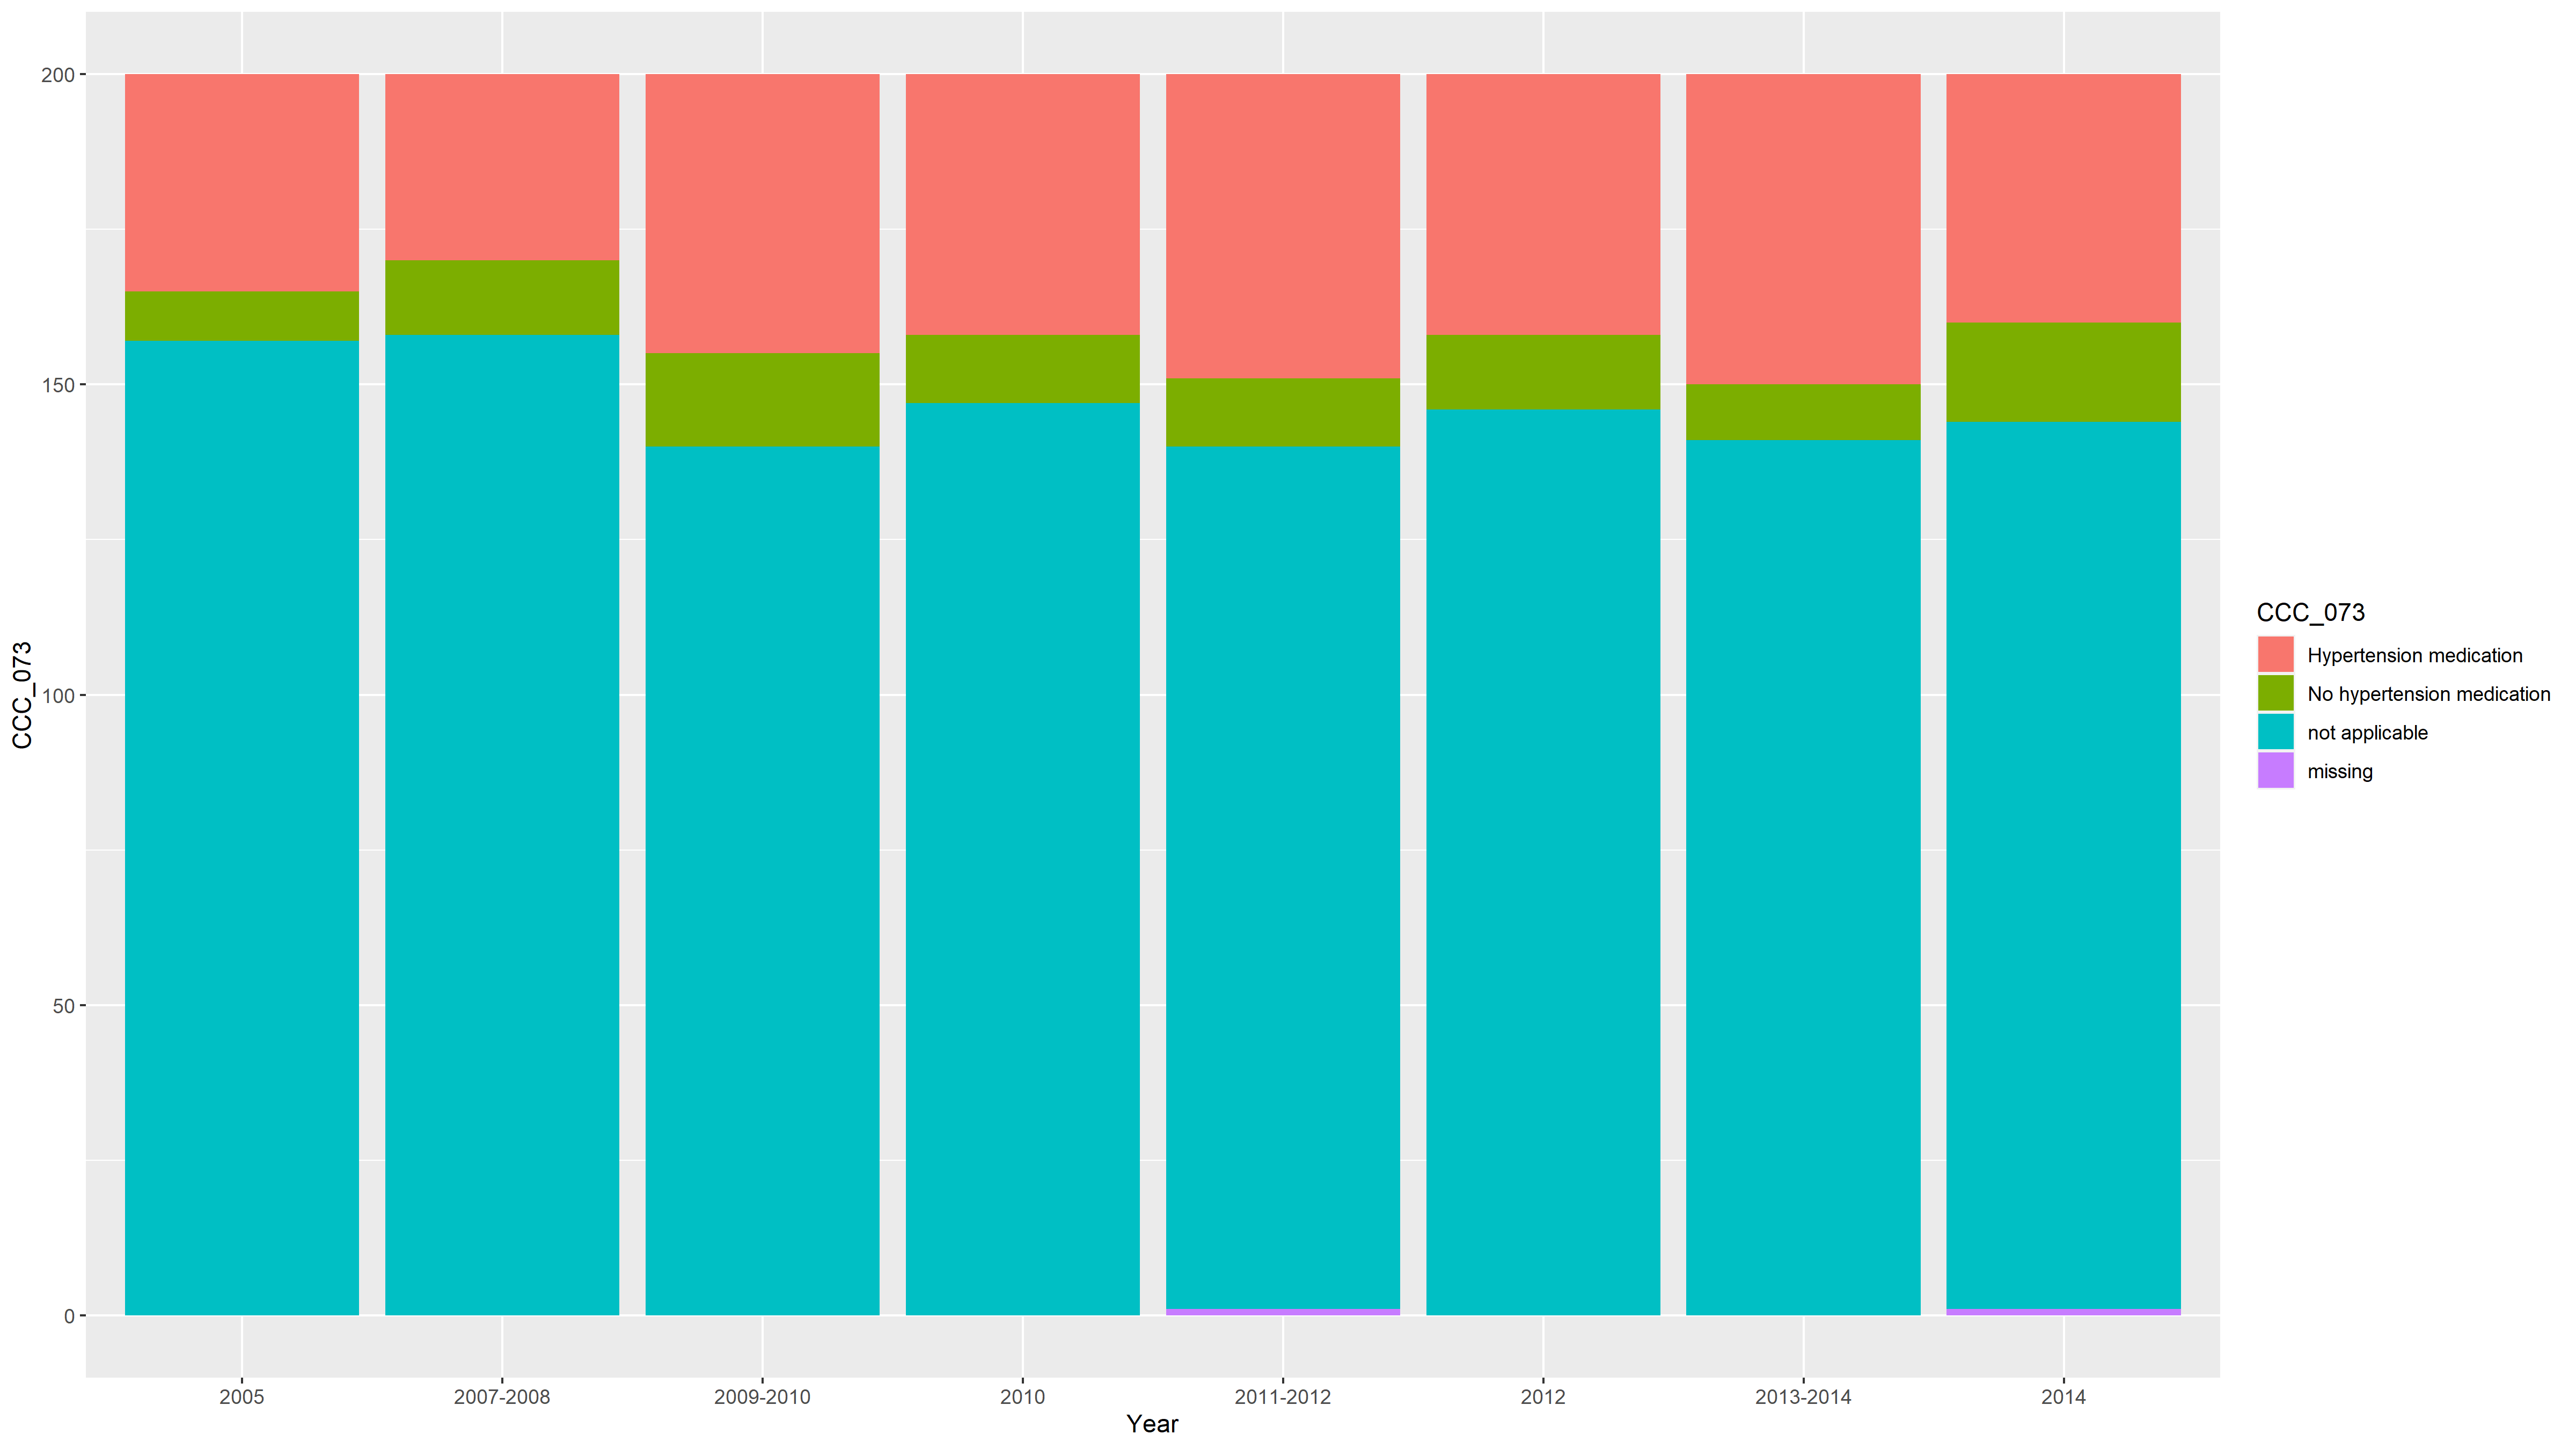 CCC_073
200
150
100
50
0
2005
2007-2008
2009-2010
2010
2011-2012
2012
2013-2014
2014
Year
CCC_073
Hypertension medication
No hypertension medication
not applicable
missing